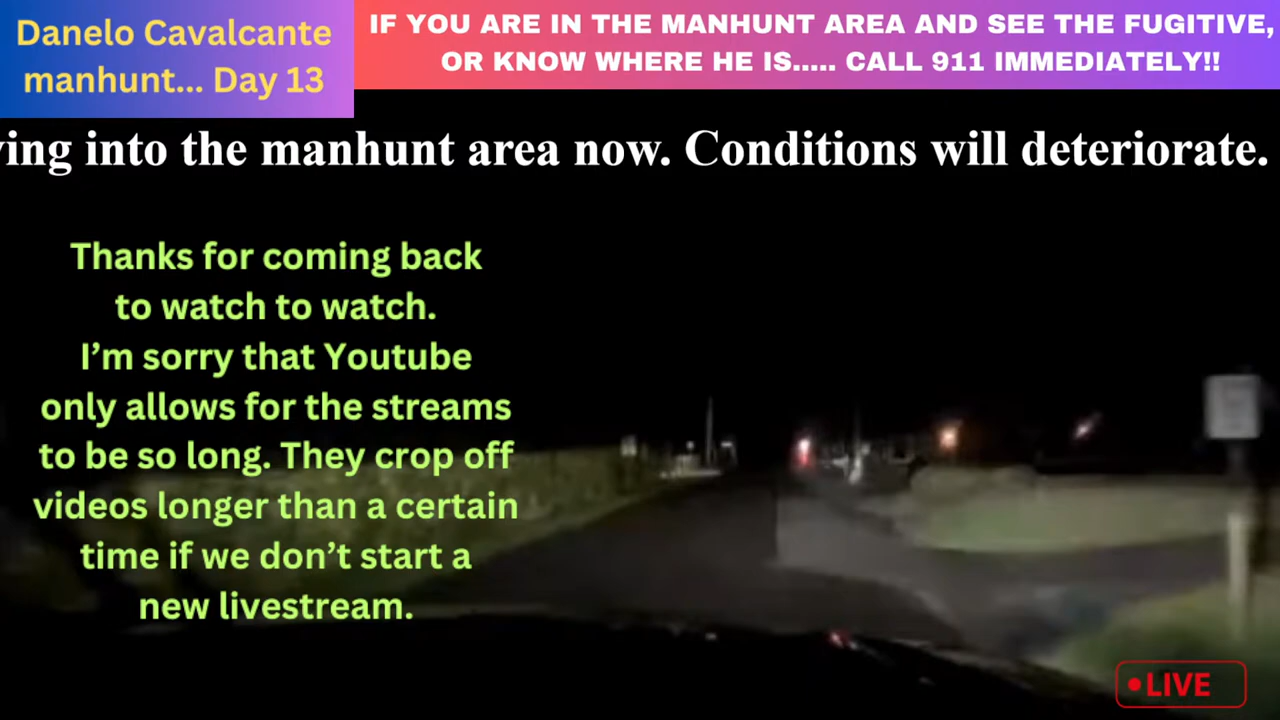 Danelo Cavalcante
manhunt... Day 13
IF YOU ARE IN THE MANHUNT AREA AND SEE THE FUGITIVE,
OR KNOW WHERE HE IS..... CALL 911 IMMEDIATELY!!
into the manhunt area now. Conditions will deteriorate.
Thanks for coming back
to watch to watch.
I’m sorry that Youtube
only allows for the streams
to be so long. They crop off
videos longer than a certain
time if we don’t start a
new livestream.
LIVE